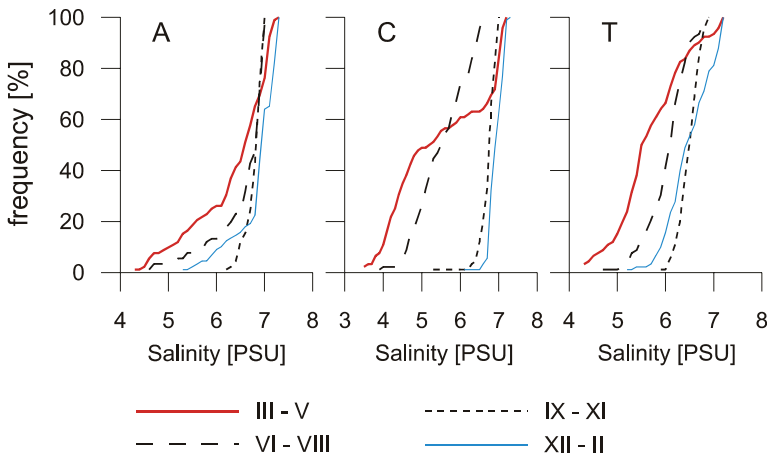 A C T
frequency [%]
100
80
60
40
20
0
4 5 6 7 8 3 4 5 6 7 8 4 5 6 7 8
Salinity [PSU] Salinity [PSU] Salinity [PSU]
III - V IX - XI
VI - VIII XII - II